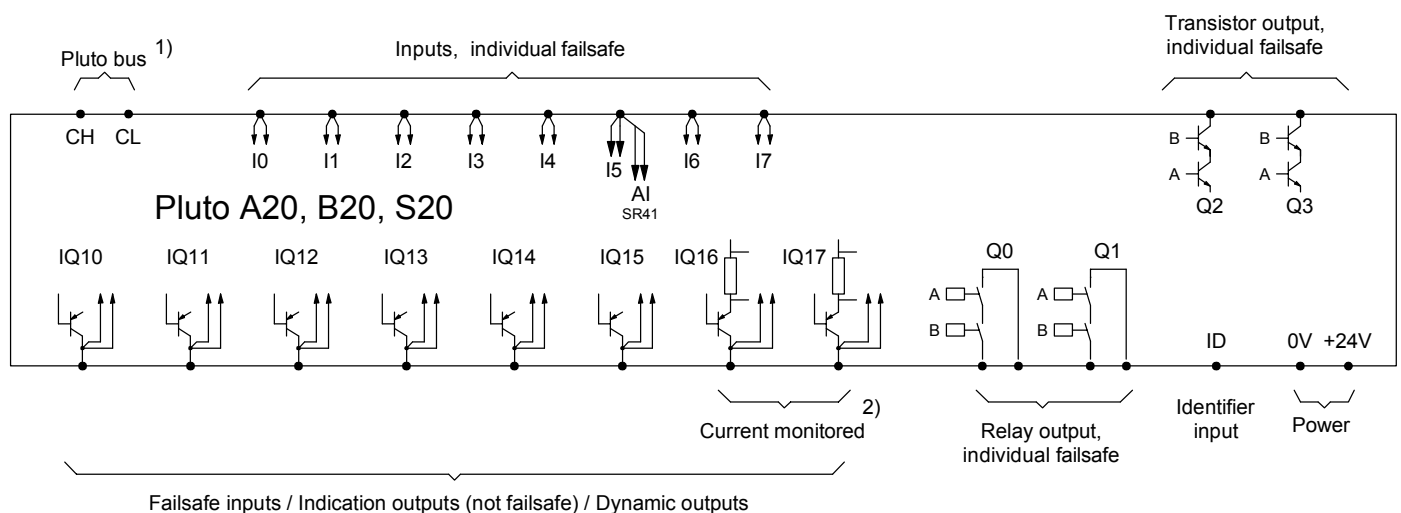 Pluto bus 1)
Inputs, individual failsafe
Transistor output,
individual failsafe
CH CL
I0 I1 I2 I3 I4 I5 I6 I7
AI
SR41
B B
A A
Q2 Q3
Pluto A20, B20, S20
IQ10 IQ11 IQ12 IQ13 IQ14 IQ15 IQ16 IQ17
Q0 Q1
A A
B B
ID 0V +24V
Current monitored 2)
Relay output,
individual failsafe
Identifier
input
Power
Failsafe inputs / Indication outputs (not failsafe) / Dynamic outputs